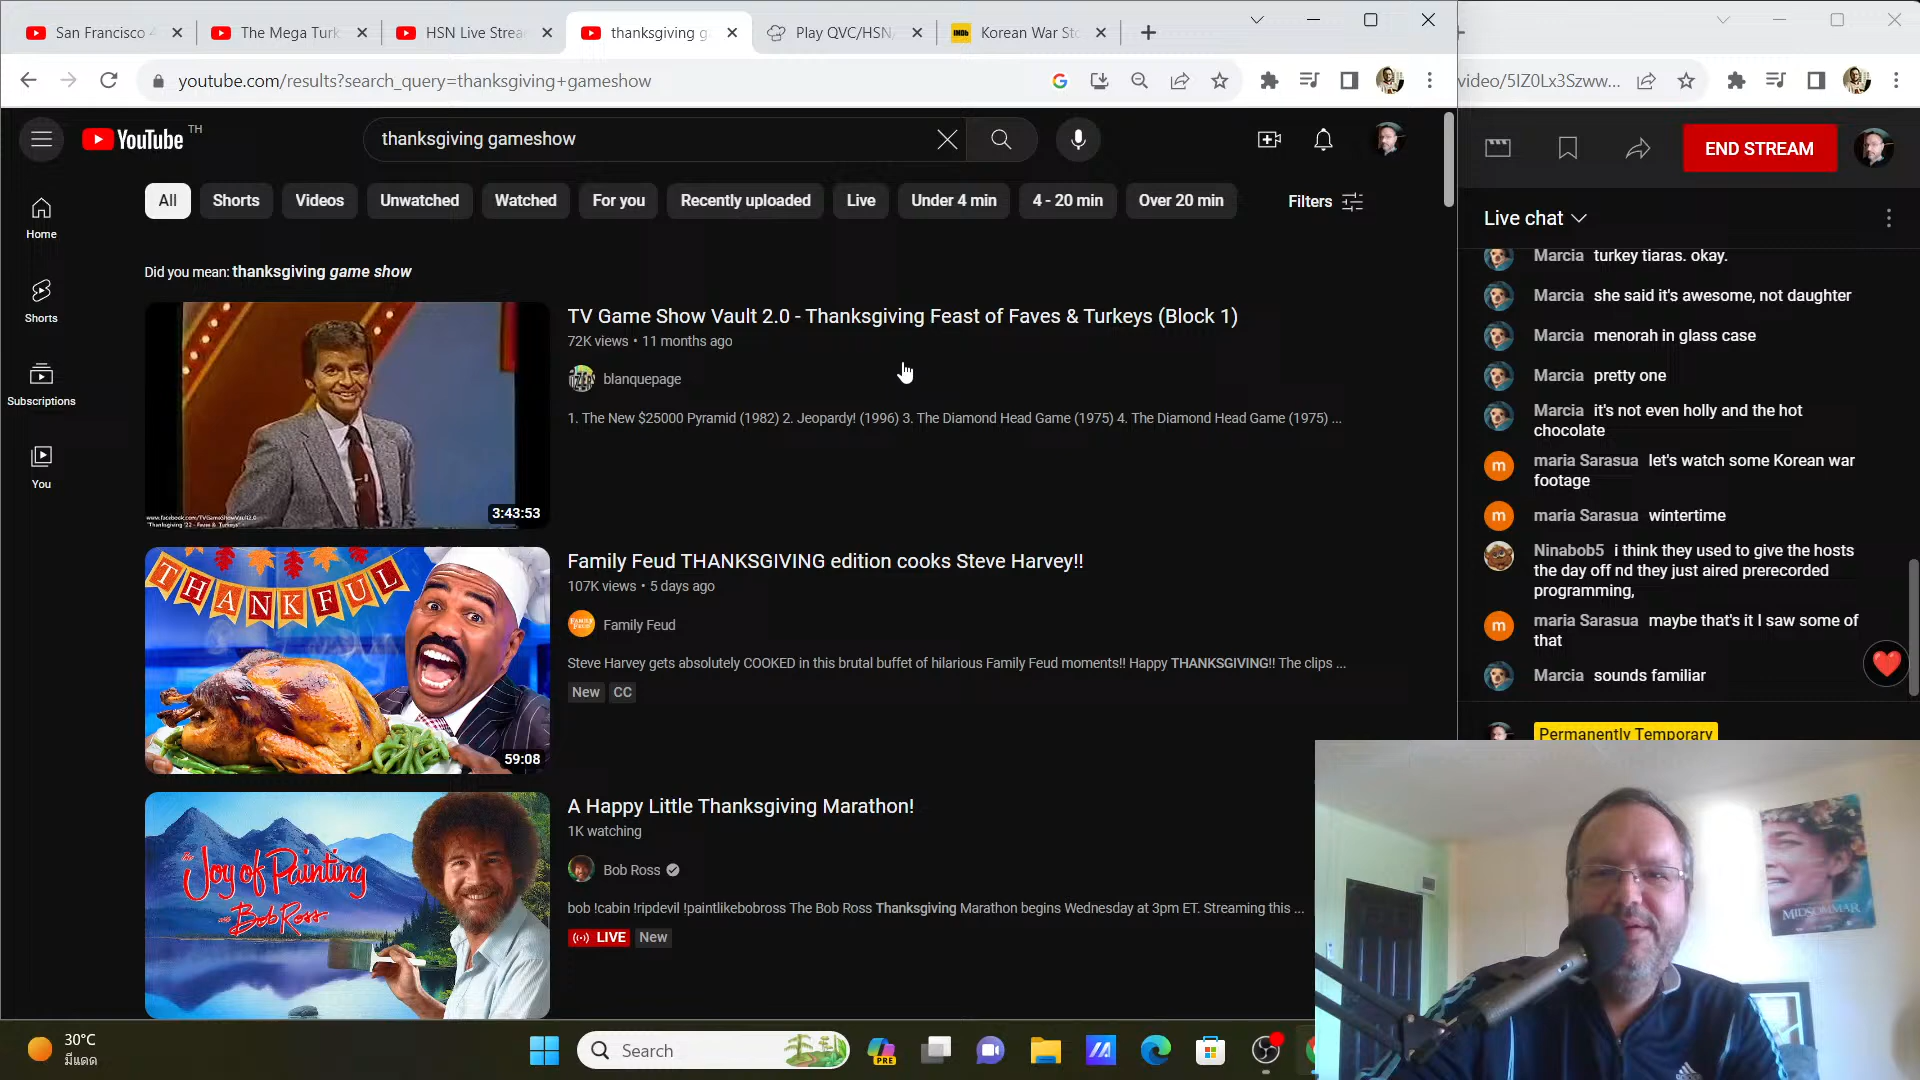 San Francisco
The Mega Turk
HSN Live Strea
thanksgiving g
Play QVC/HSN
Korean War Sto
youtube.com/results?search_query=thanksgiving+gameshow
video/5IZ0Lx3Szww...
YouTube TH
thanksgiving gameshow
END STREAM
All
Shorts
Videos
Unwatched
Watched
For you
Recently uploaded
Live
Under 4 min
4 - 20 min
Over 20 min
Filters
Home
Shorts
Subscriptions
You
Did you mean: thanksgiving game show
TV Game Show Vault 2.0 - Thanksgiving Feast of Faves & Turkeys (Block 1)
72K views • 11 months ago
blanquepage
1. The New $25000 Pyramid (1982) 2. Jeopardy! (1996) 3. The Diamond Head Game (1975) 4. The Diamond Head Game (1975) ...
3:43:53
THANKFUL
59:08
Family Feud THANKSGIVING edition cooks Steve Harvey!!
107K views • 5 days ago
Family Feud
Steve Harvey gets absolutely COOKED in this brutal buffet of hilarious Family Feud moments!! Happy THANKSGIVING!! The clips ...
New
CC
the
Joy of Painting
with
Bob Ross
A Happy Little Thanksgiving Marathon!
1K watching
Bob Ross
bob !cabin !ripdevil !paintlikebobross The Bob Ross Thanksgiving Marathon begins Wednesday at 3pm ET. Streaming this ...
LIVE
New
Live chat
Marcia turkey tiaras. okay.
Marcia she said it's awesome, not daughter
Marcia menorah in glass case
Marcia pretty one
Marcia it's not even holly and the hot
chocolate
maria Sarasua let's watch some Korean war
footage
maria Sarasua wintertime
Ninabob5 i think they used to give the hosts
the day off nd they just aired prerecorded
programming,
maria Sarasua maybe that's it I saw some of
that
Marcia sounds familiar
Permanently Temporary
MIDSOMMAR
30°C
มีแดด
Search
PRE